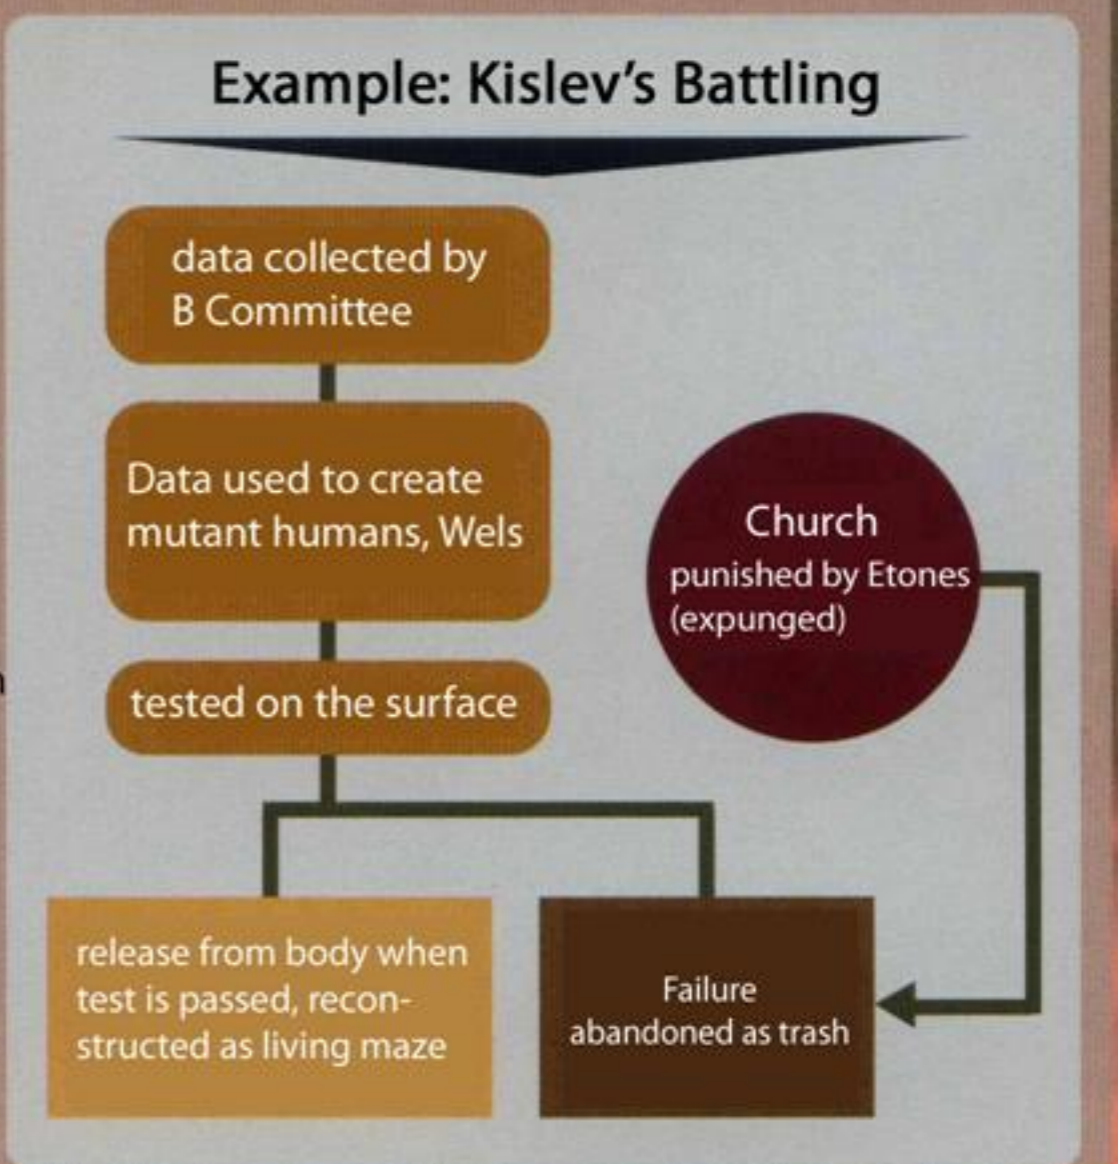 Example: Kislev's Battling
data collected by
B Committee
Data used to create
mutant humans, Wels
tested on the surface
Church
punished by Etones
(expunged)
release from body when
test is passed, recon-
structed as living maze
Failure
abandoned as trash